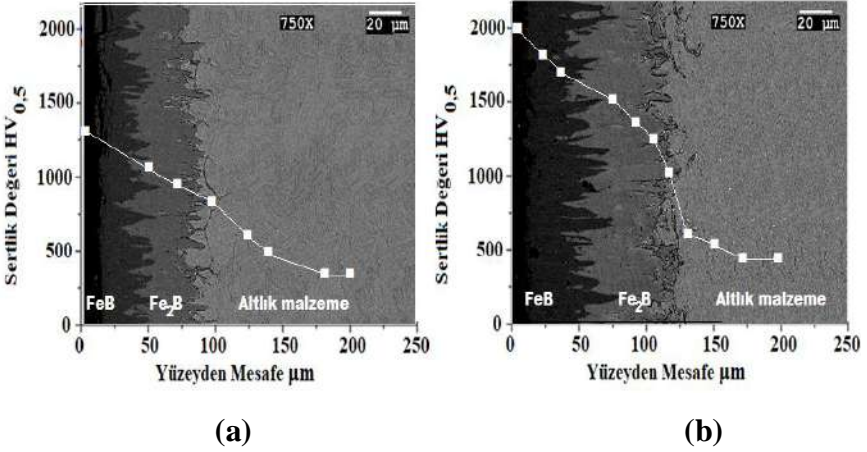 2000
1500
1000
500
0
Sertlik Değeri HV0,5
750X
20 µm
FeB
Fe2B
Altlık malzeme
0 50 100 150 200 250
Yüzeyden Mesafe µm
(a)
2000
1500
1000
500
0
Sertlik Değeri HV0,5
750X
20 µm
FeB
Fe2B
Altlık malzeme
0 50 100 150 200 250
Yüzeyden Mesafe µm
(b)